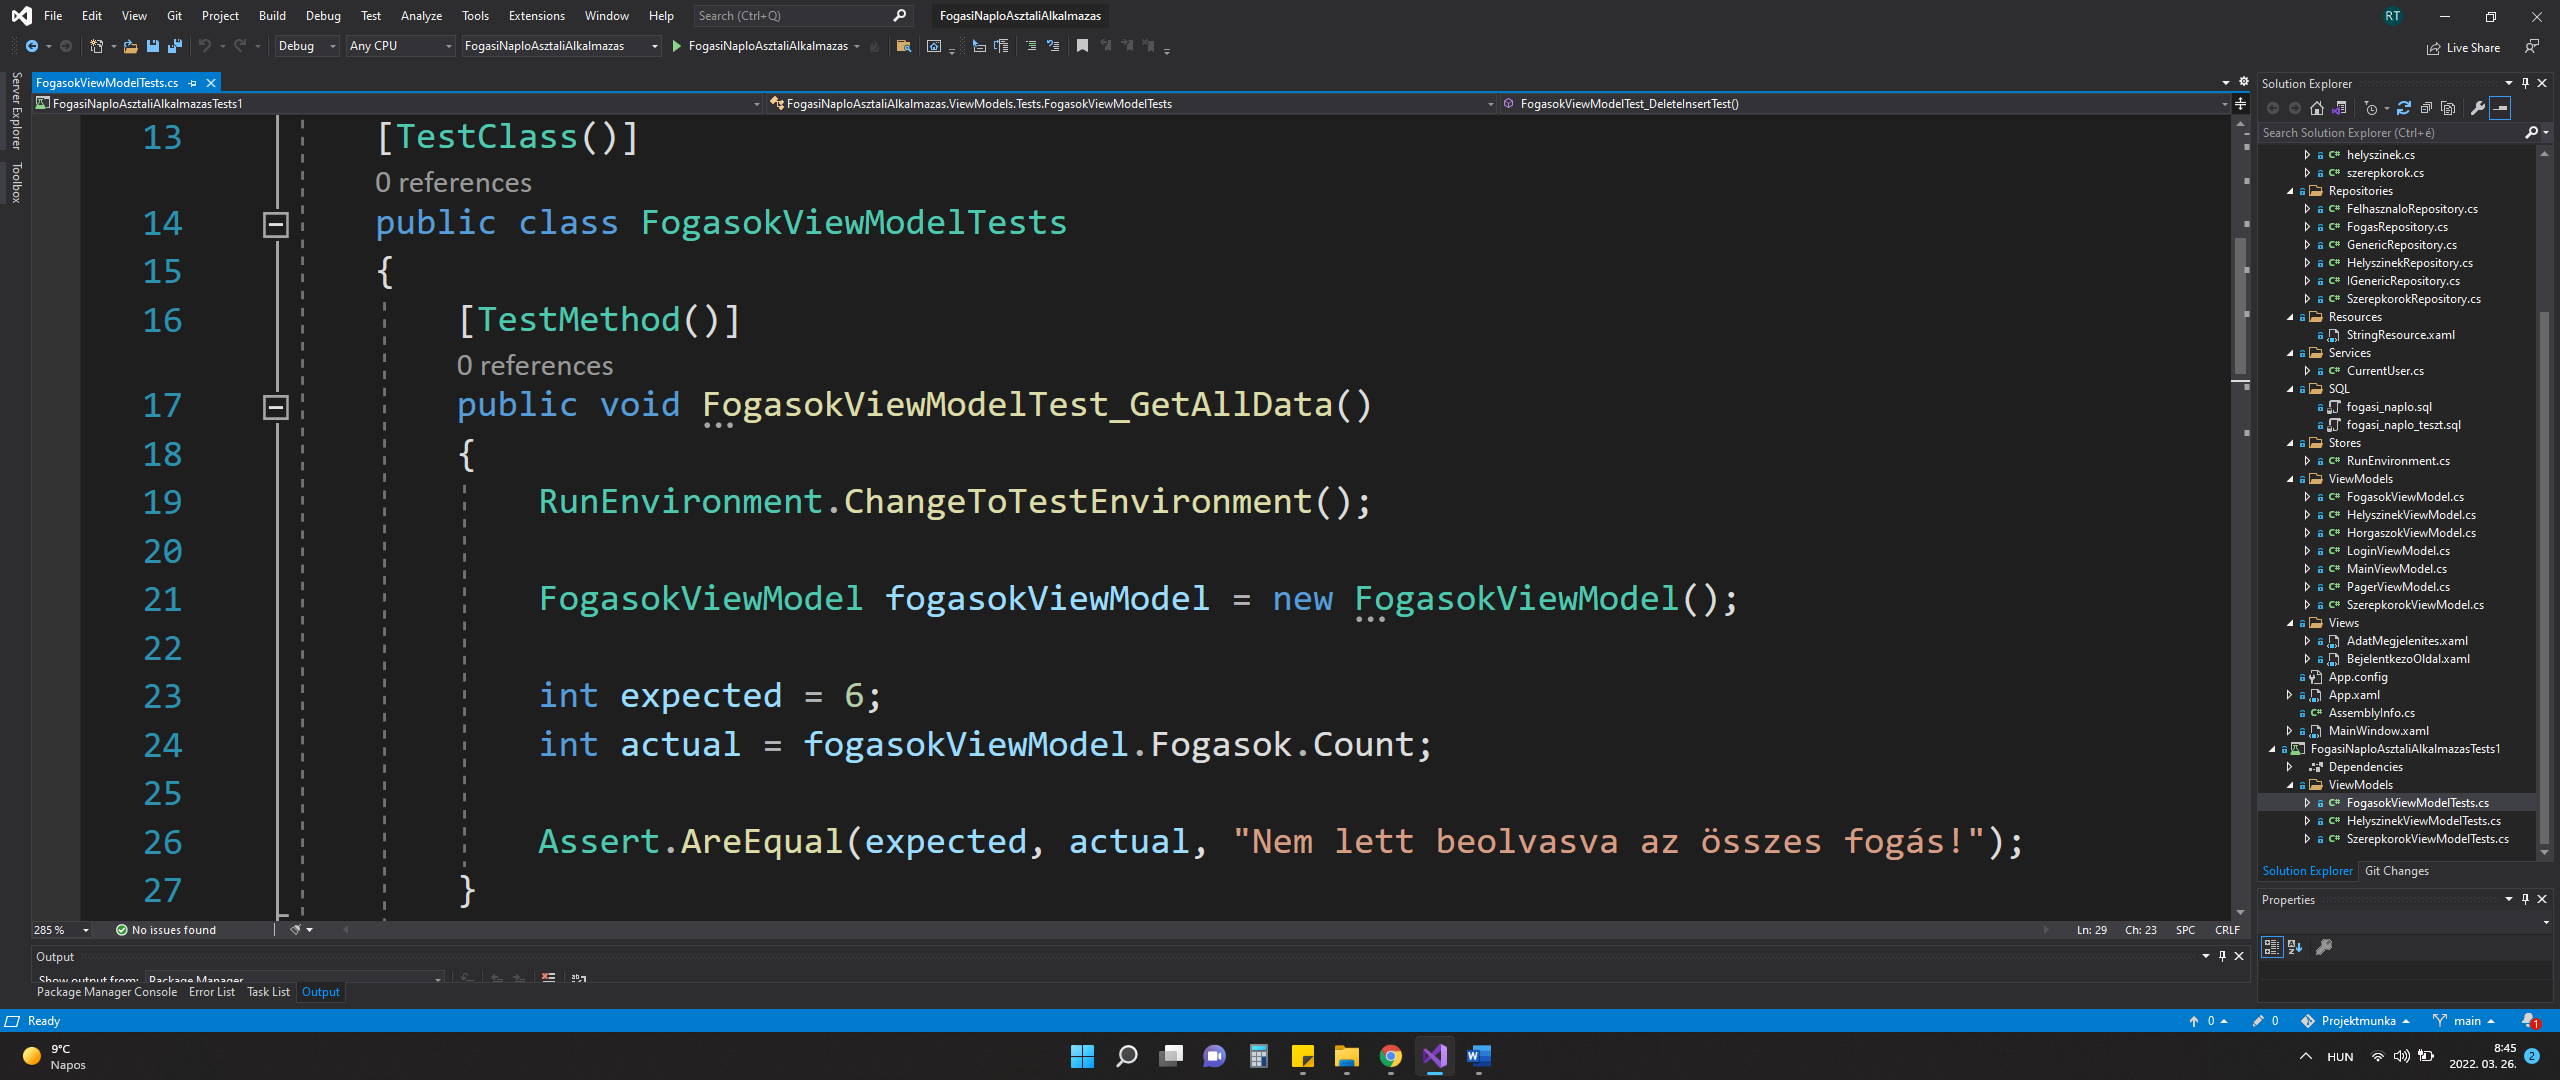 File Edit View Git Project Build Debug Test Analyze Tools Extensions Window Help Search (Ctrl+Q) FogasiNaploAsztaliAlkalmazas RT
Debug Any CPU FogasiNaploAsztaliAlkalmazas FogasiNaploAsztaliAlkalmazas Live Share
Server Explorer
Toolbox
FogasokViewModelTests.cs
FogasiNaploAsztaliAlkalmazasTests1 FogasiNaploAsztaliAlkalmazas.ViewModels.Tests.FogasokViewModelTests FogasokViewModelTest_DeleteInsertTest()
13 [TestClass()]
0 references
14 public class FogasokViewModelTests
15 {
16 [TestMethod()]
0 references
17 public void FogasokViewModelTest_GetAllData()
18 {
19 RunEnvironment.ChangeToTestEnvironment();
20
21 FogasokViewModel fogasokViewModel = new FogasokViewModel();
22
23 int expected = 6;
24 int actual = fogasokViewModel.Fogasok.Count;
25
26 Assert.AreEqual(expected, actual, "Nem lett beolvasva az összes fogás!");
27 }
285 % No issues found Ln: 29 Ch: 23 SPC CRLF
Output
Show output from: Package Manager
Package Manager Console Error List Task List Output
Solution Explorer
Search Solution Explorer (Ctrl+é)
C# helyszinek.cs
C# szerepkorok.cs
Repositories
C# FelhasznaloRepository.cs
C# FogasRepository.cs
C# GenericRepository.cs
C# HelyszinekRepository.cs
C# IGenericRepository.cs
C# SzerepkorokRepository.cs
Resources
StringResource.xaml
Services
C# CurrentUser.cs
SQL
fogasi_naplo.sql
fogasi_naplo_teszt.sql
Stores
C# RunEnvironment.cs
ViewModels
C# FogasokViewModel.cs
C# HelyszinekViewModel.cs
C# HorgaszokViewModel.cs
C# LoginViewModel.cs
C# MainViewModel.cs
C# PagerViewModel.cs
C# SzerepkorokViewModel.cs
Views
AdatMegjelenites.xaml
BejelentkezoOldal.xaml
App.config
App.xaml
C# AssemblyInfo.cs
MainWindow.xaml
FogasiNaploAsztaliAlkalmazasTests1
Dependencies
ViewModels
C# FogasokViewModelTests.cs
C# HelyszinekViewModelTests.cs
C# SzerepkorokViewModelTests.cs
Solution Explorer Git Changes
Properties
Ready 0 0 Projektmunka main 1
9°C
Napos
HUN
8:45
2022. 03. 26. 2